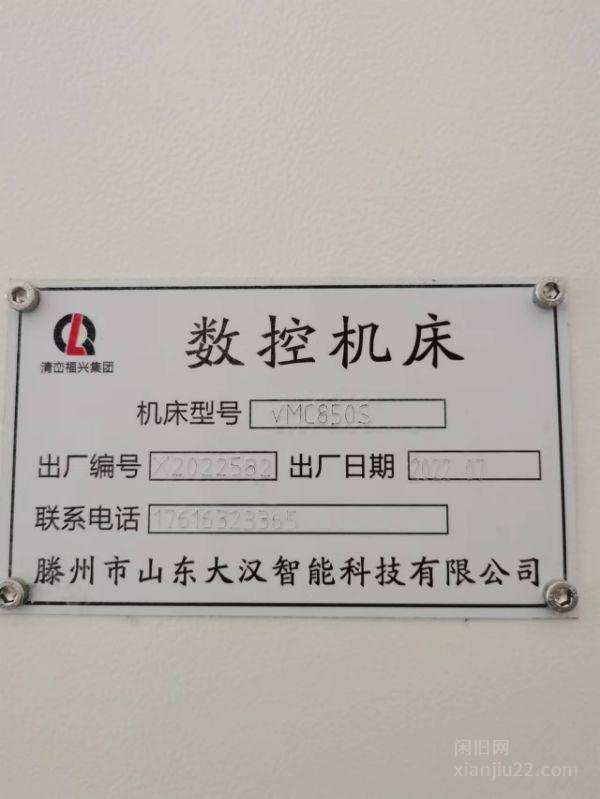 清峦福兴集团
数控机床
机床型号 VMC850S
出厂编号 X2022582 出厂日期 2022.07
联系电话 17616323365
滕州市山东大汉智能科技有限公司
闲旧网
xianjiu22.com